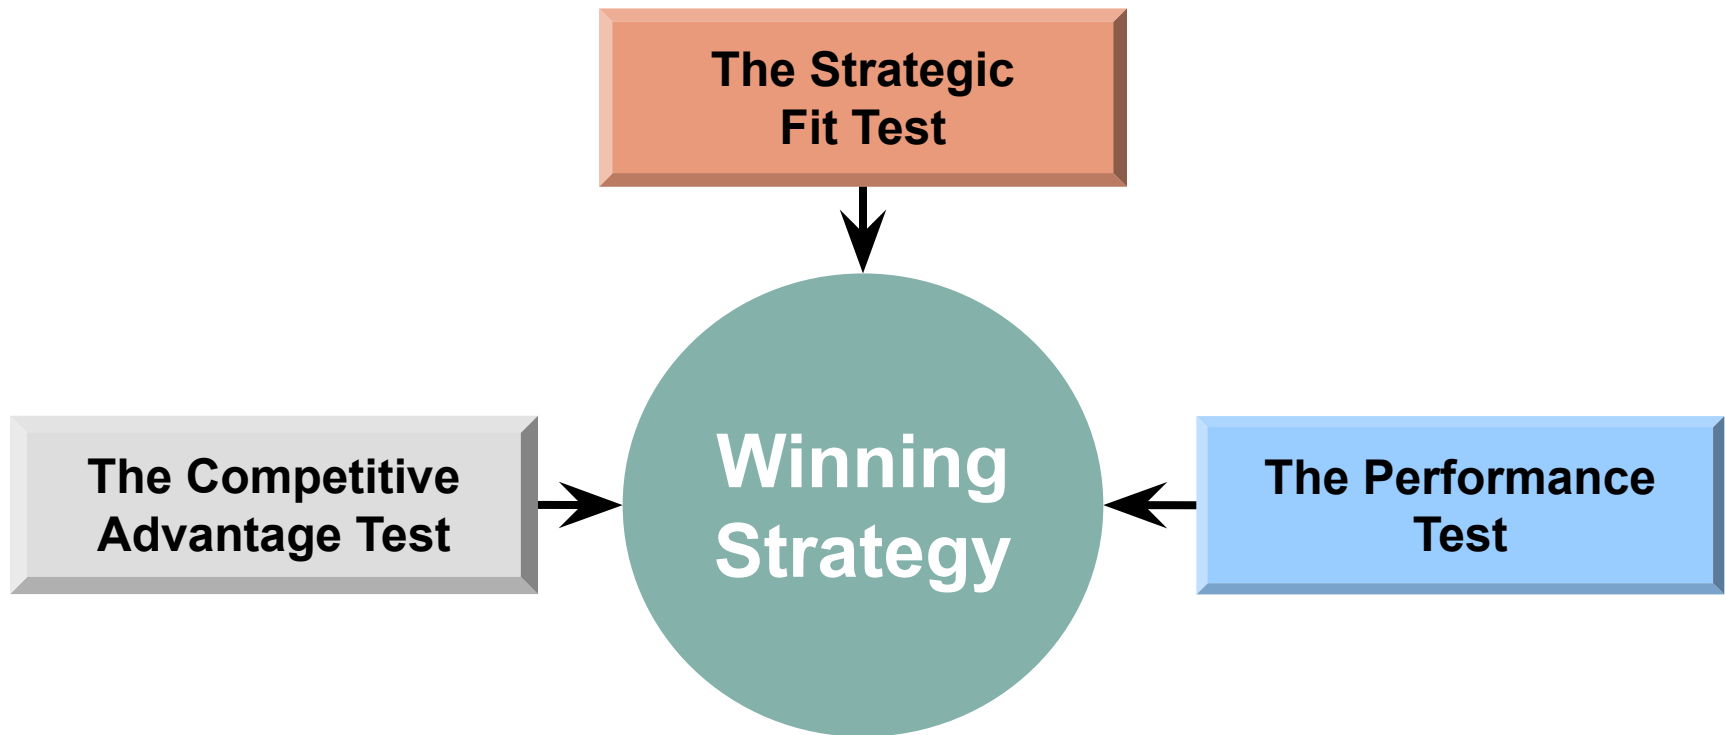 The Strategic
Fit Test
The Competitive
Advantage Test
Winning
Strategy
The Performance
Test